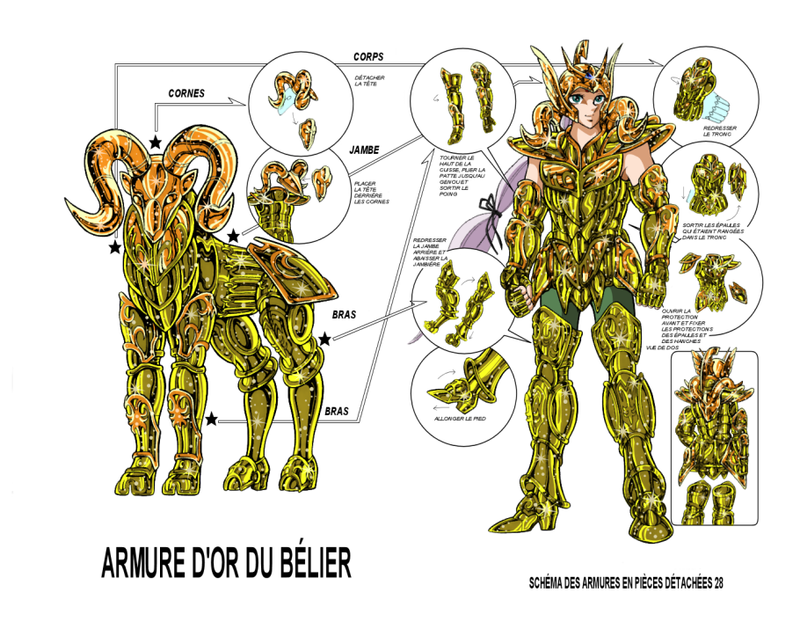 CORPS
CORNES
DÉTACHER
LA TÊTE
JAMBE
PLACER
LA TÊTE
DERRIÈRE
LES CORNES
TOURNER LE
HAUT DE LA
CUISSE, PLIER LA
PATTE JUSQU'AU
GENOU ET
SORTIR LE
POING
REDRESSER
LE TRONC
SORTIR LES ÉPAULES
QUI ÉTAIENT RANGÉES
DANS LE TRONC
REDRESSER
LA JAMBE
ARRIÈRE ET
ABAISSER LA
JAMBIÈRE
OUVRIR LA
PROTECTION
AVANT ET FIXER
LES PROTECTIONS
DES ÉPAULES ET
DES HANCHES
VUE DE DOS
BRAS
BRAS
ALLONGER LE PIED
ARMURE D'OR DU BÉLIER
SCHÉMA DES ARMURES EN PIÈCES DÉTACHÉES 28